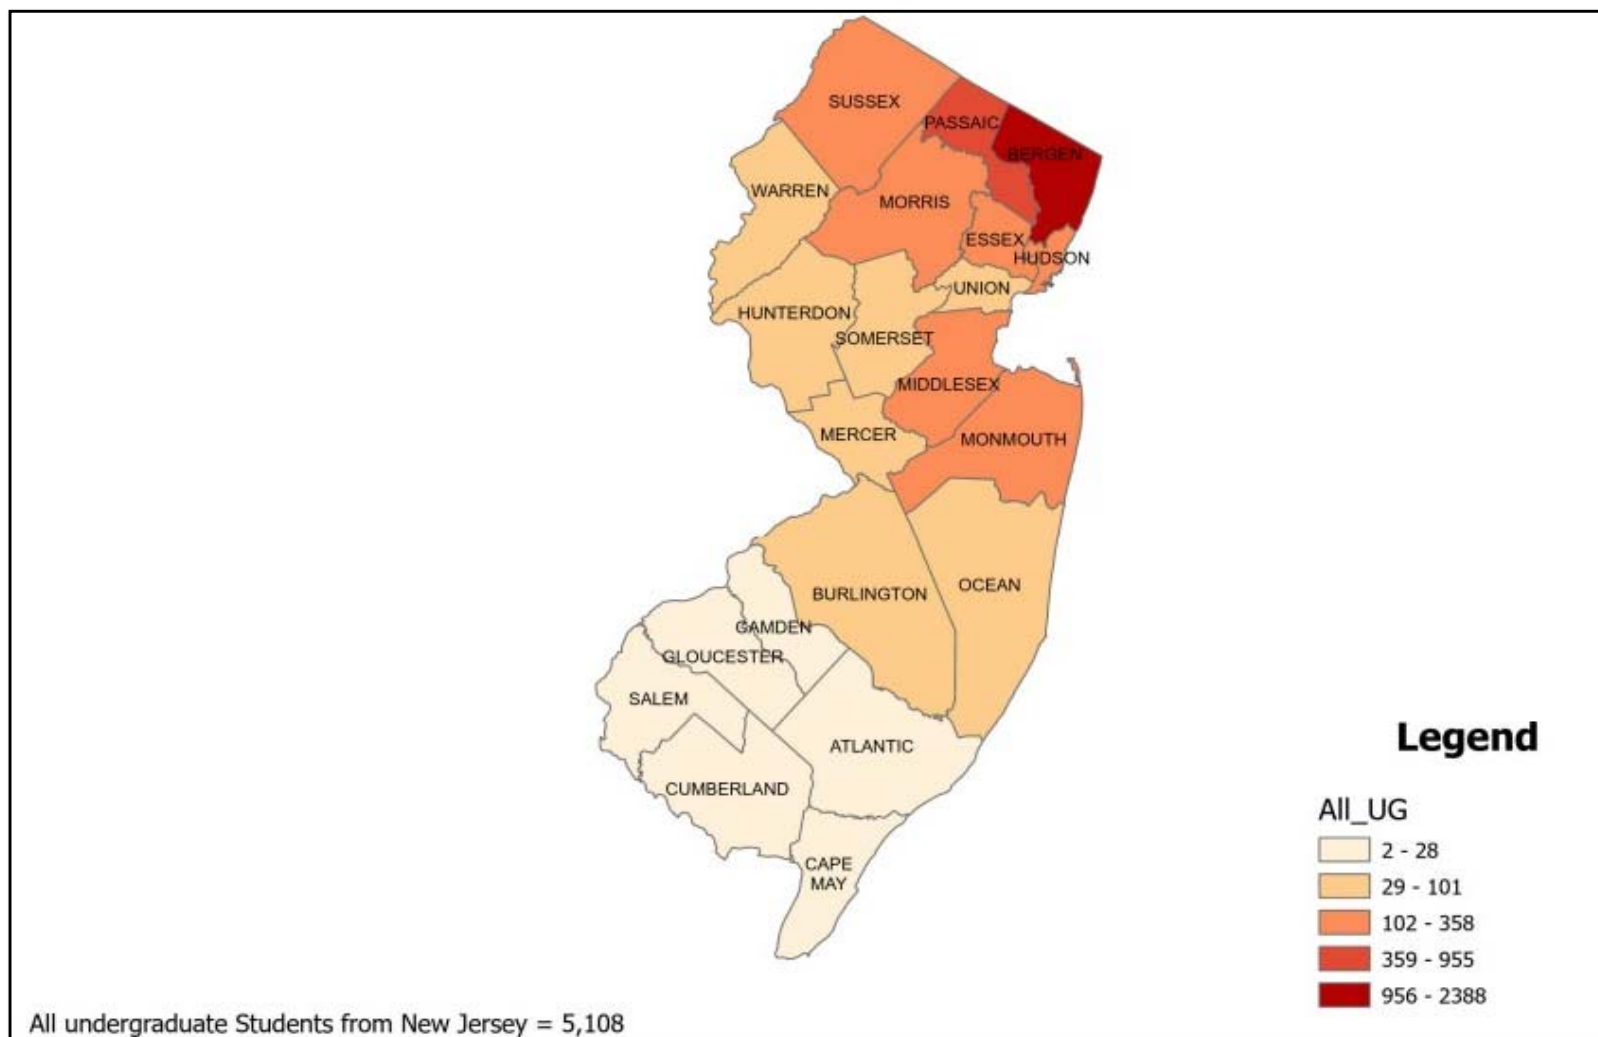 SUSSEX
PASSAIC
BERGEN
WARREN
MORRIS
ESSEX
HUDSON
UNION
HUNTERDON
SOMERSET
MIDDLESEX
MERCER
MONMOUTH
OCEAN
BURLINGTON
GAMDEN
GLOUCESTER
SALEM
ATLANTIC
CUMBERLAND
CAPE
MAY
Legend
All_UG
2 - 28
29 - 101
102 - 358
359 - 955
956 - 2388
All undergraduate Students from New Jersey = 5,108